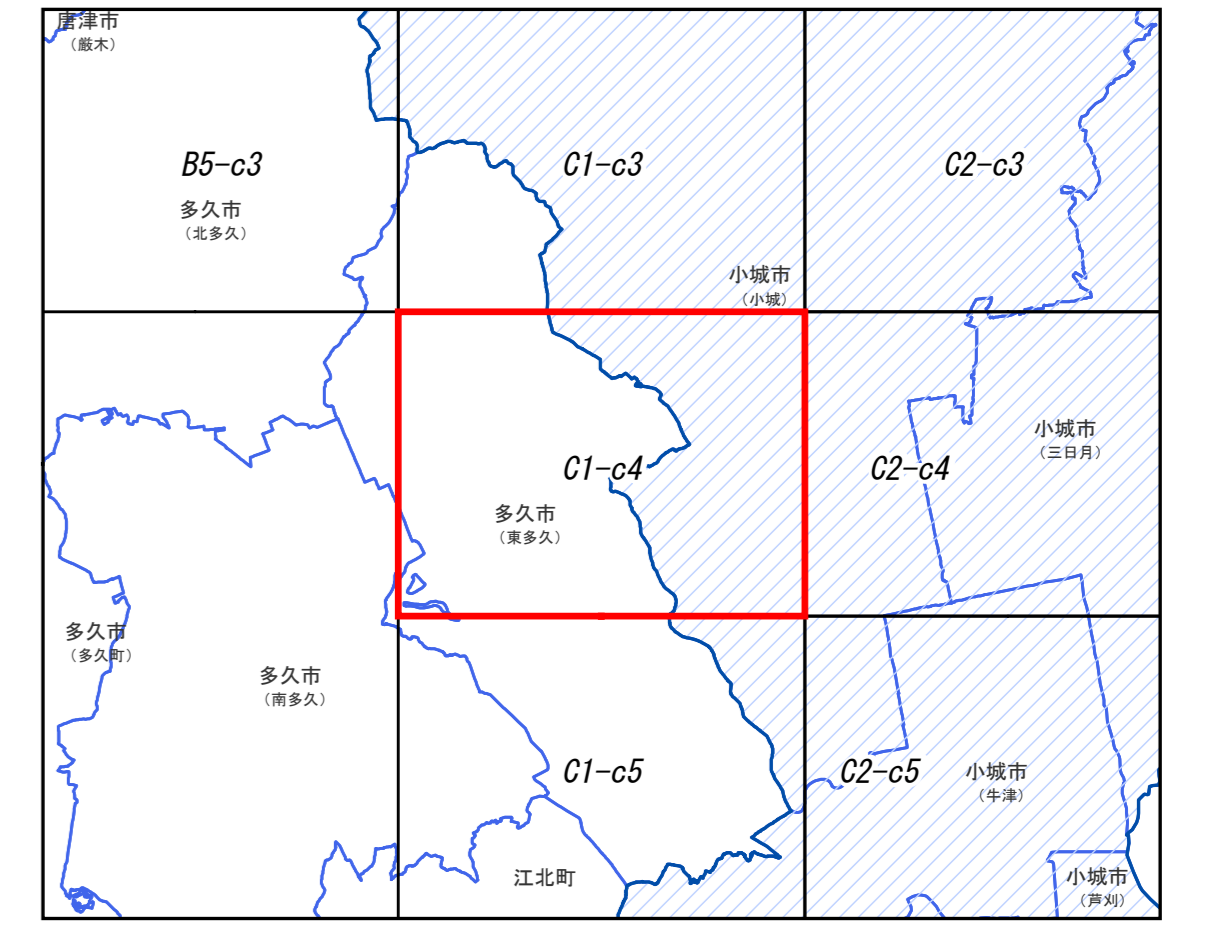 唐津市
（厳木）
B5-c3
多久市
（北多久）
C1-c3
C2-c3
小城市
（小城）
C1-c4
多久市
（東多久）
C2-c4
小城市
（三日月）
多久市
（多久町）
多久市
（南多久）
C1-c5
江北町
C2-c5
小城市
（牛津）
小城市
（芦刈）